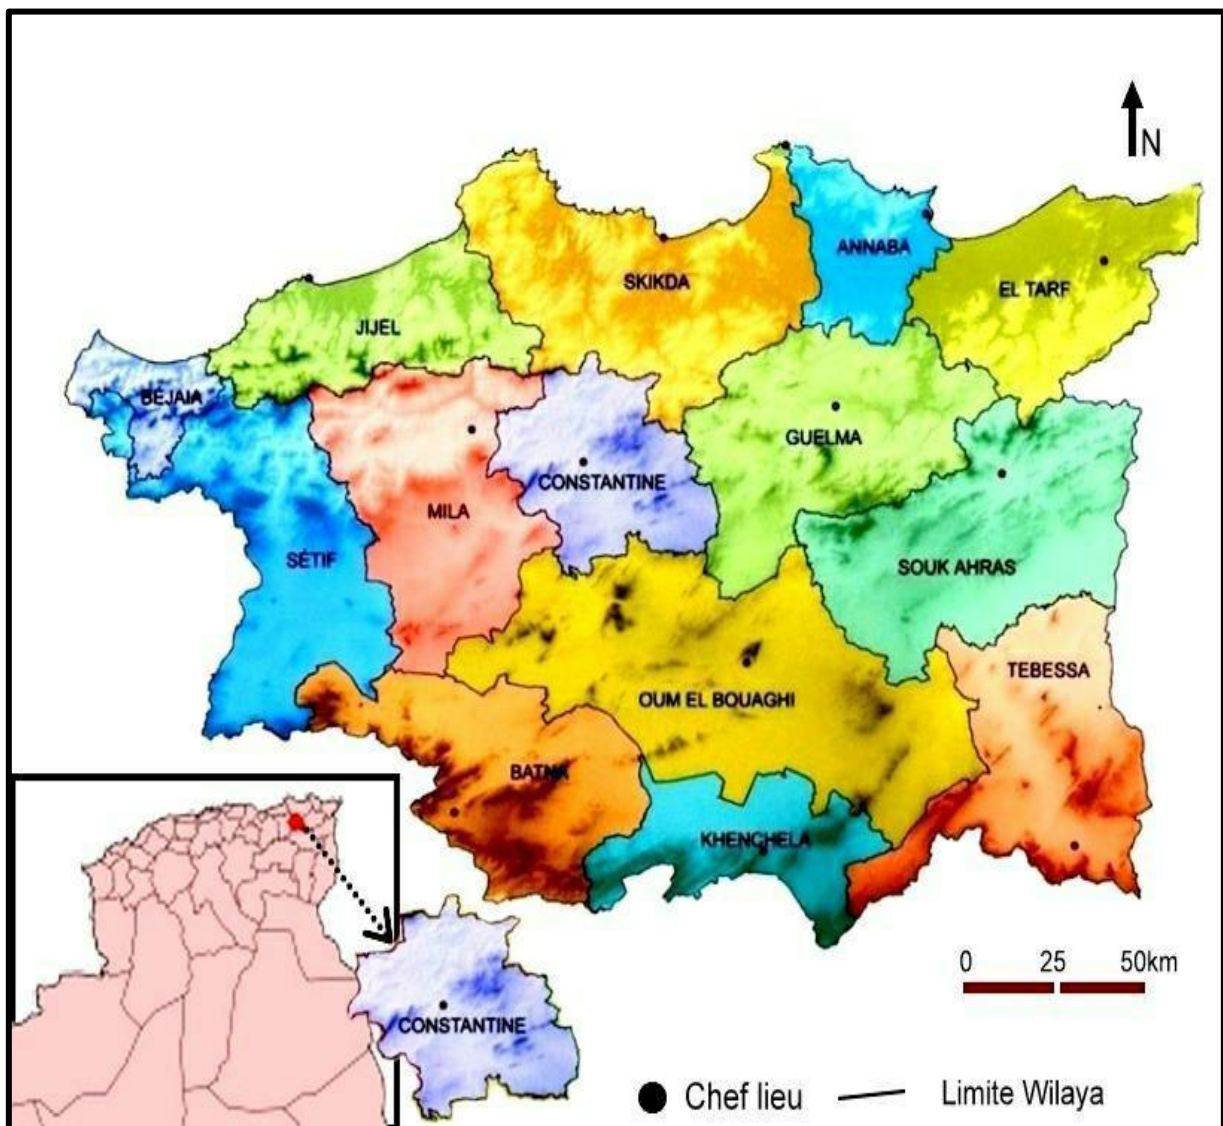 N
ANNABA
SKIKDA
EL TARF
JIJEL
BEJAIA
GUELMA
CONSTANTINE
MILA
SÉTIF
SOUK AHRAS
TEBESSA
OUM EL BOUAGHI
BATNA
KHENCHELA
0 25 50km
CONSTANTINE
Chef lieu Limite Wilaya